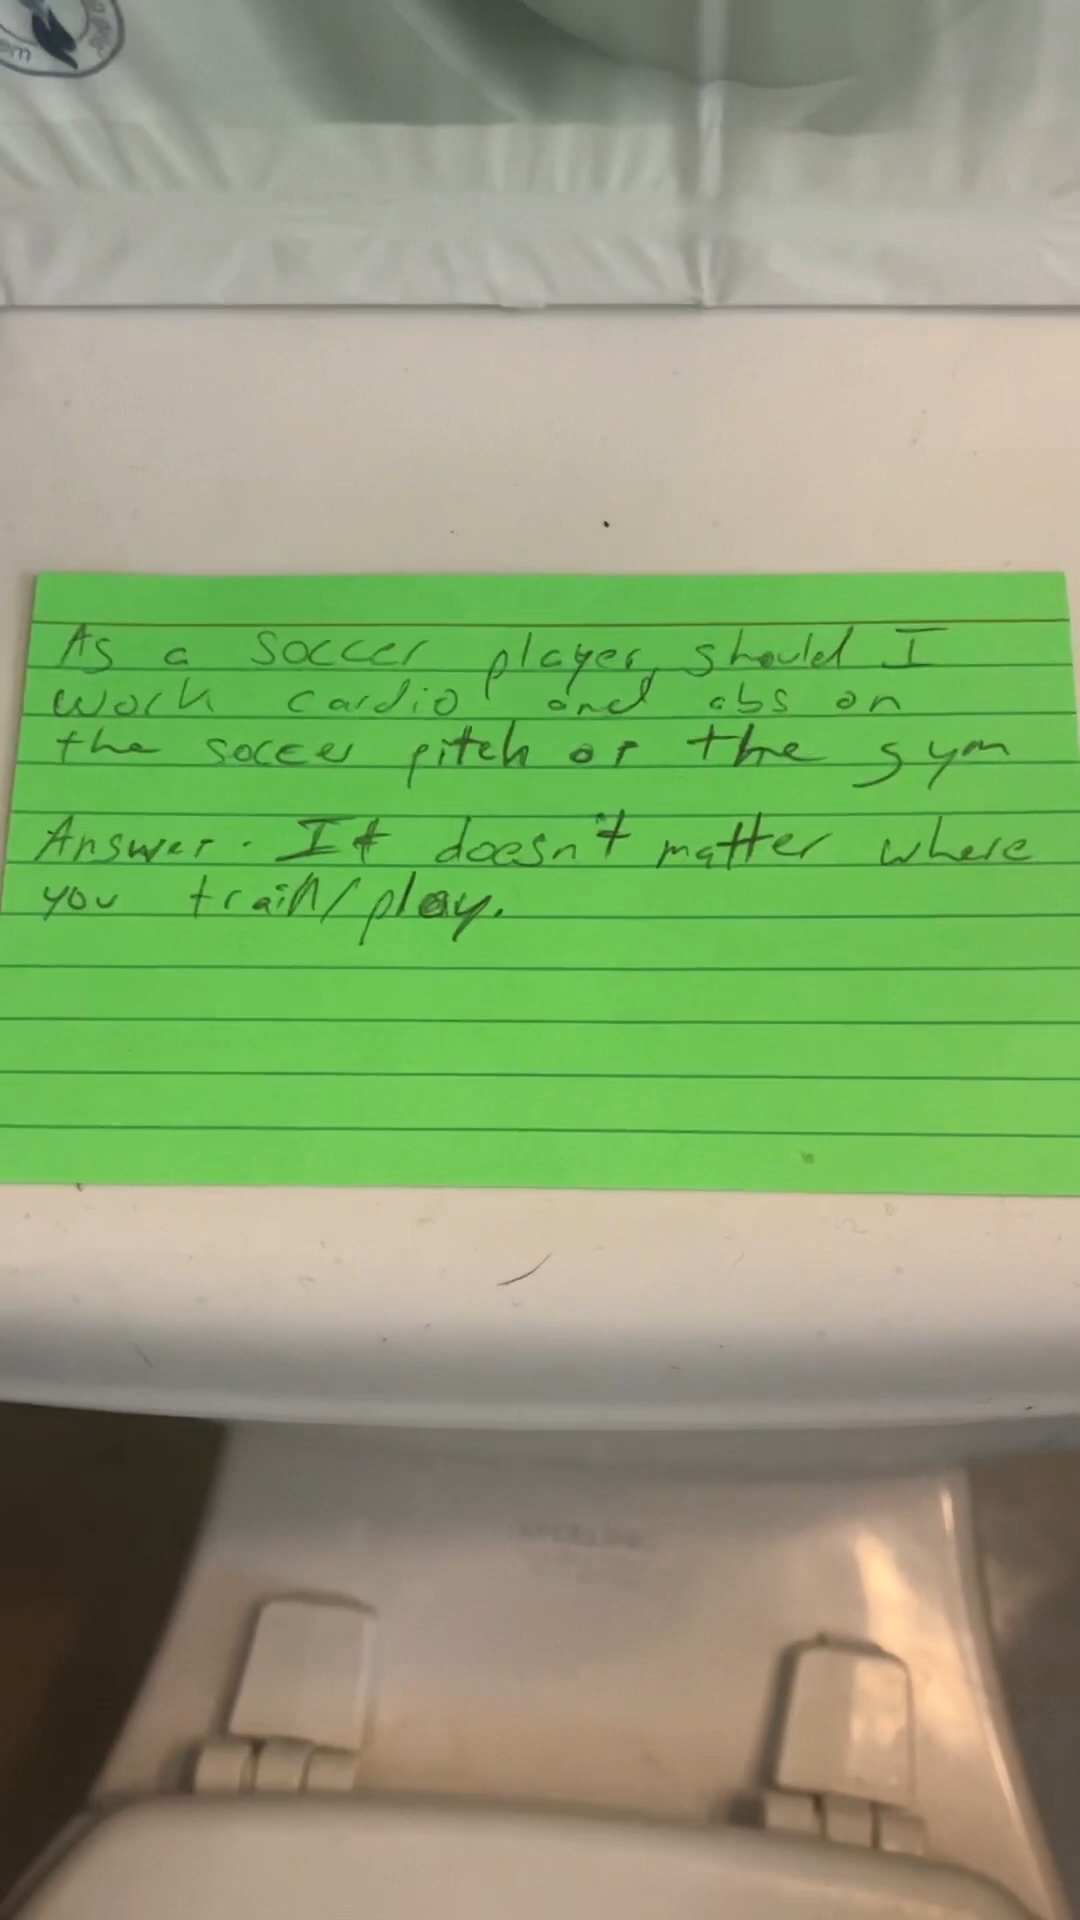 As a soccer player, should I
work cardio and abs on
the soccer pitch or the gym
Answer. It doesn't matter where
you train/play.